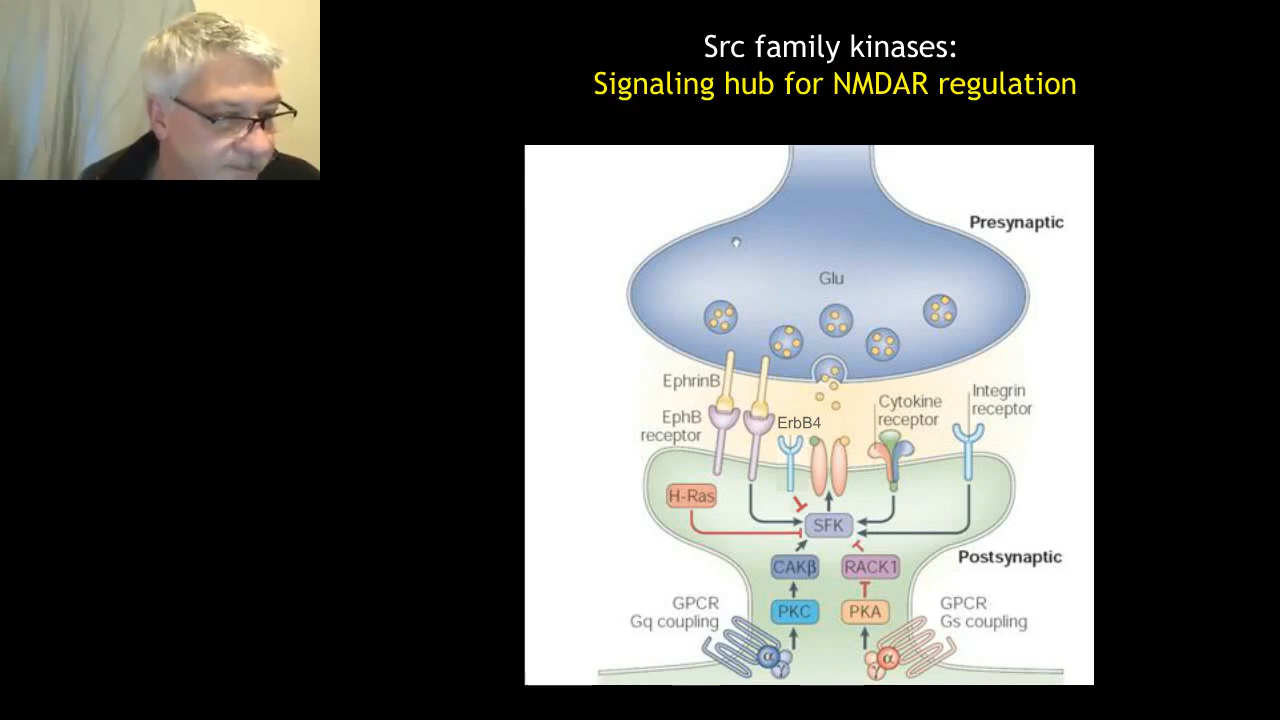 Src family kinases:
Signaling hub for NMDAR regulation
Presynaptic
Glu
EphrinB
EphB
receptor
ErbB4
Cytokine
receptor
Integrin
receptor
H-Ras
SFK
CAKβ
RACK1
Postsynaptic
PKC
PKA
GPCR
Gq coupling
GPCR
Gs coupling
α
γ
α
γ